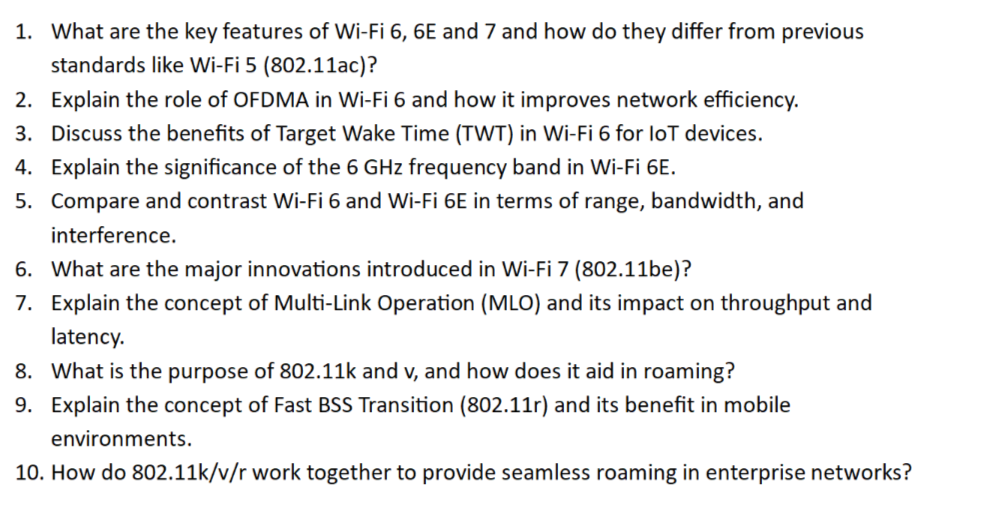 1. What are the key features of Wi-Fi 6, 6E and 7 and how do they differ from previous
standards like Wi-Fi 5 (802.11ac)?
2. Explain the role of OFDMA in Wi-Fi 6 and how it improves network efficiency.
3. Discuss the benefits of Target Wake Time (TWT) in Wi-Fi 6 for IoT devices.
4. Explain the significance of the 6 GHz frequency band in Wi-Fi 6E.
5. Compare and contrast Wi-Fi 6 and Wi-Fi 6E in terms of range, bandwidth, and
interference.
6. What are the major innovations introduced in Wi-Fi 7 (802.11be)?
7. Explain the concept of Multi-Link Operation (MLO) and its impact on throughput and
latency.
8. What is the purpose of 802.11k and v, and how does it aid in roaming?
9. Explain the concept of Fast BSS Transition (802.11r) and its benefit in mobile
environments.
10. How do 802.11k/v/r work together to provide seamless roaming in enterprise networks?